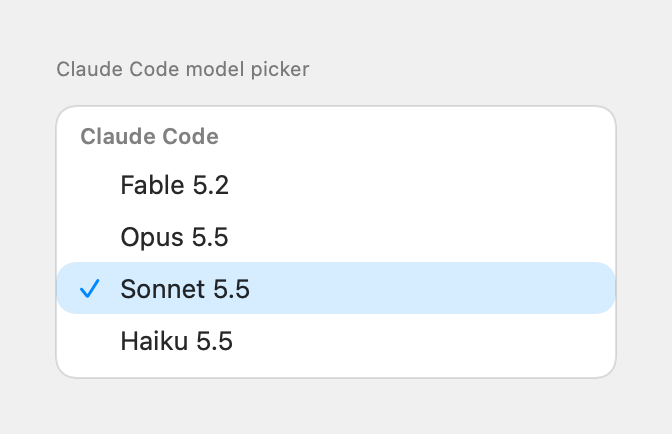 Claude Code model picker
Claude Code
Fable 5.2
Opus 5.5
Sonnet 5.5
Haiku 5.5